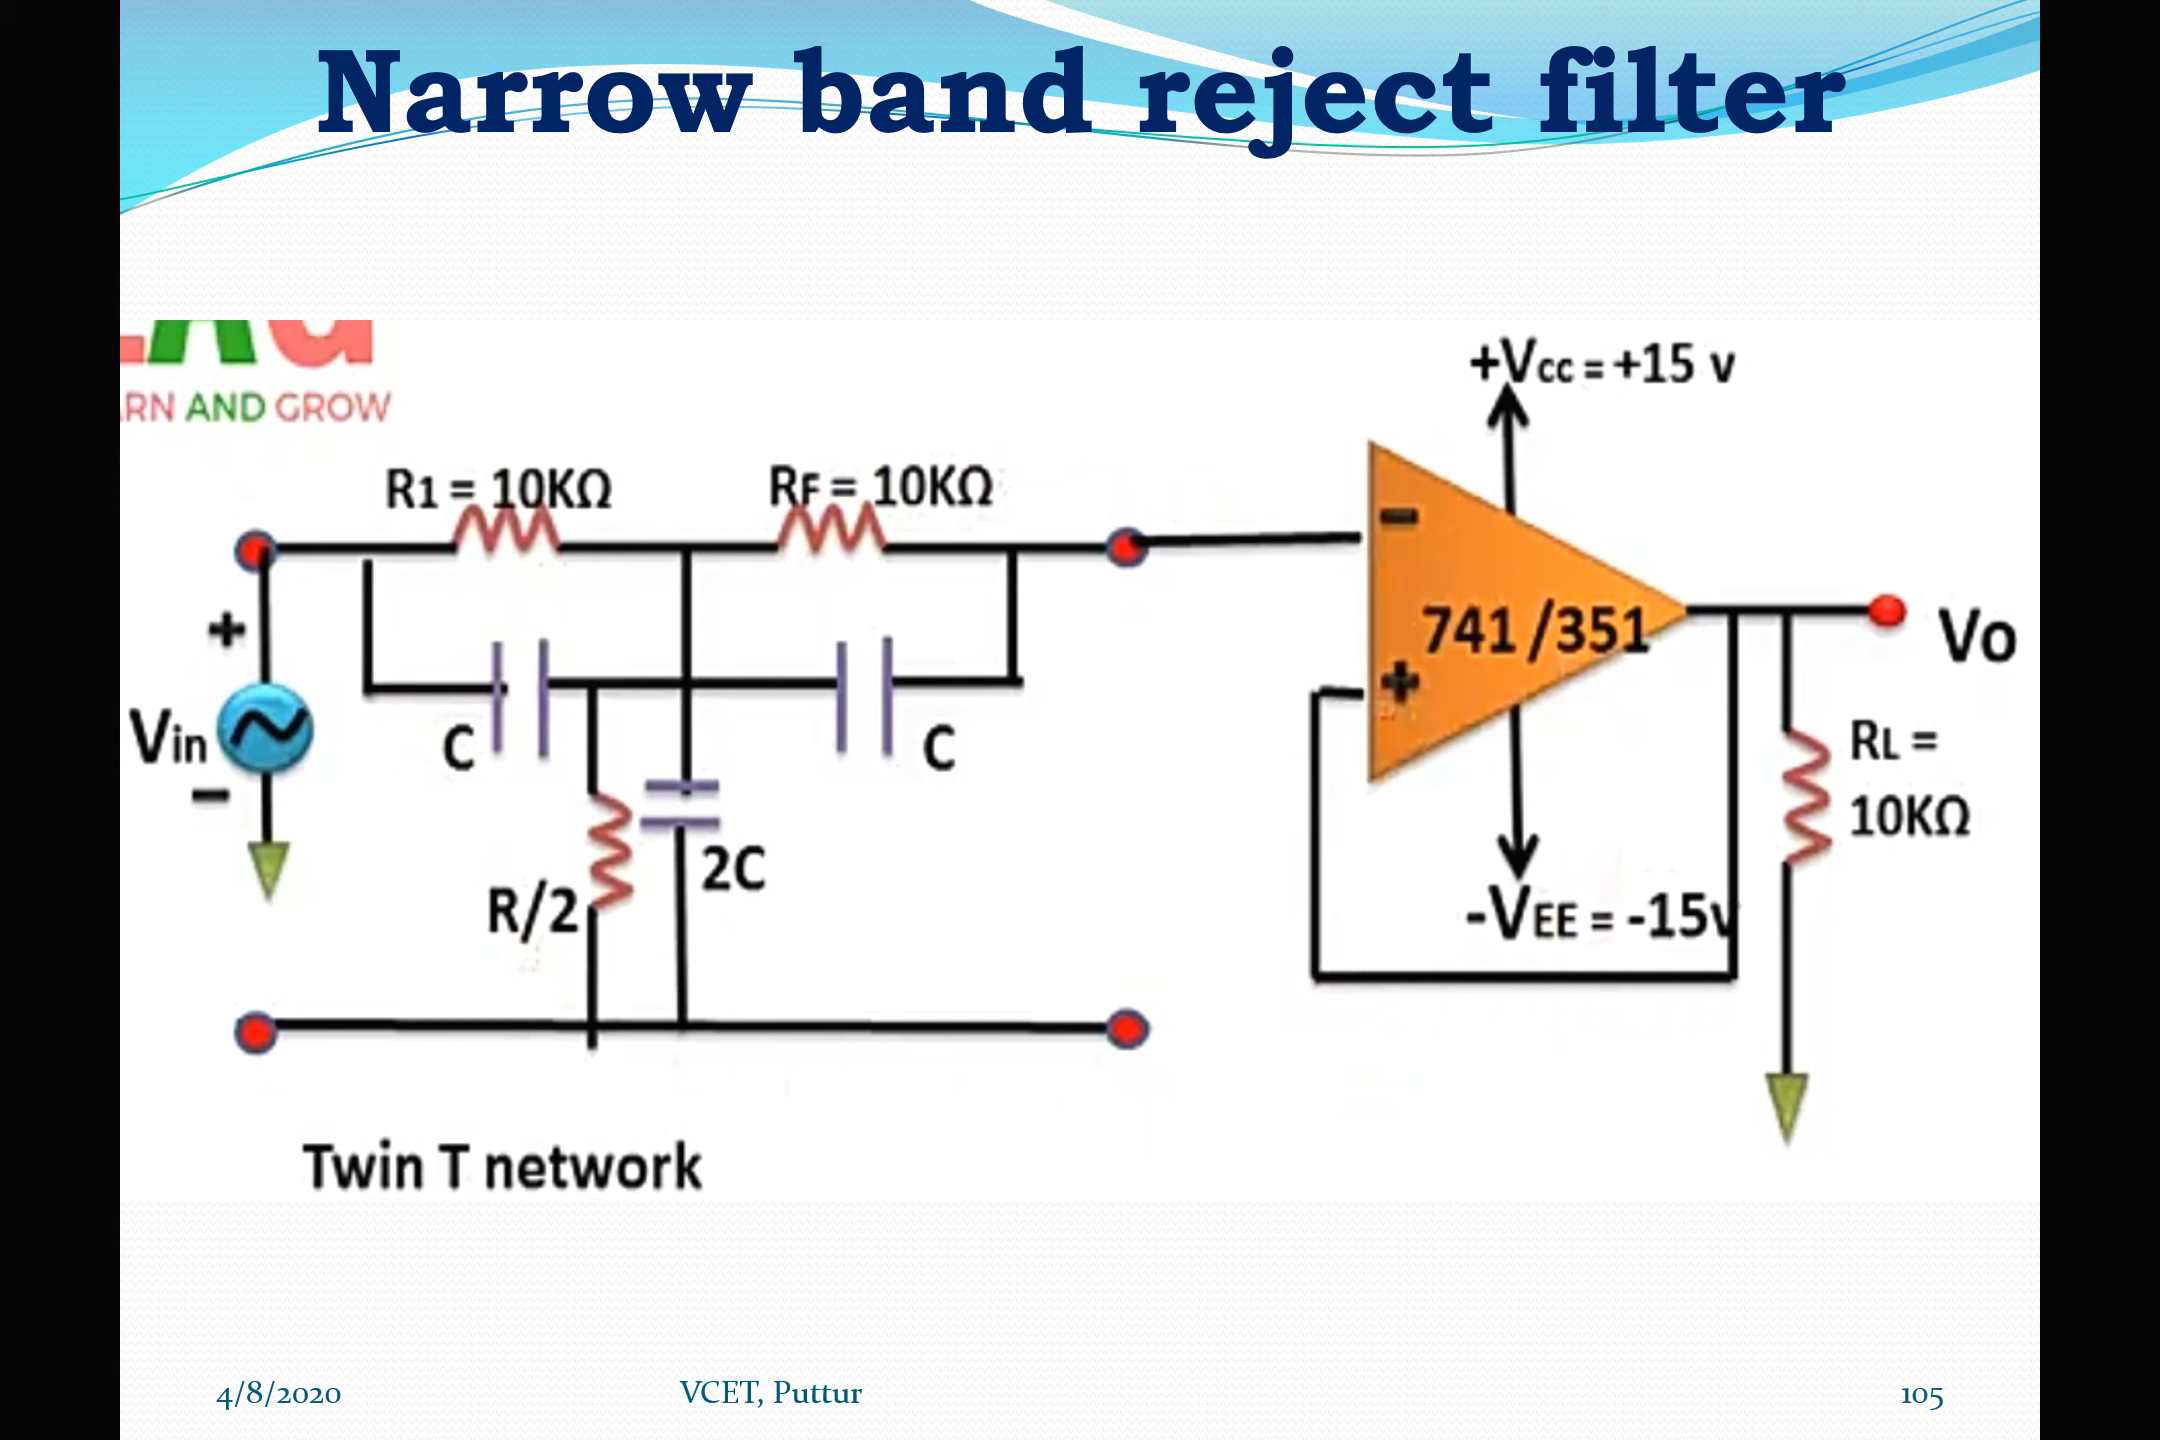 Narrow band reject filter
RN AND GROW
+Vcc = +15 v
R1 = 10KΩ
RF = 10KΩ
−
+
741/351
Vo
+
Vin
−
C
C
RL =
10KΩ
2C
R/2
-VEE = -15v
Twin T network
4/8/2020
VCET, Puttur
105